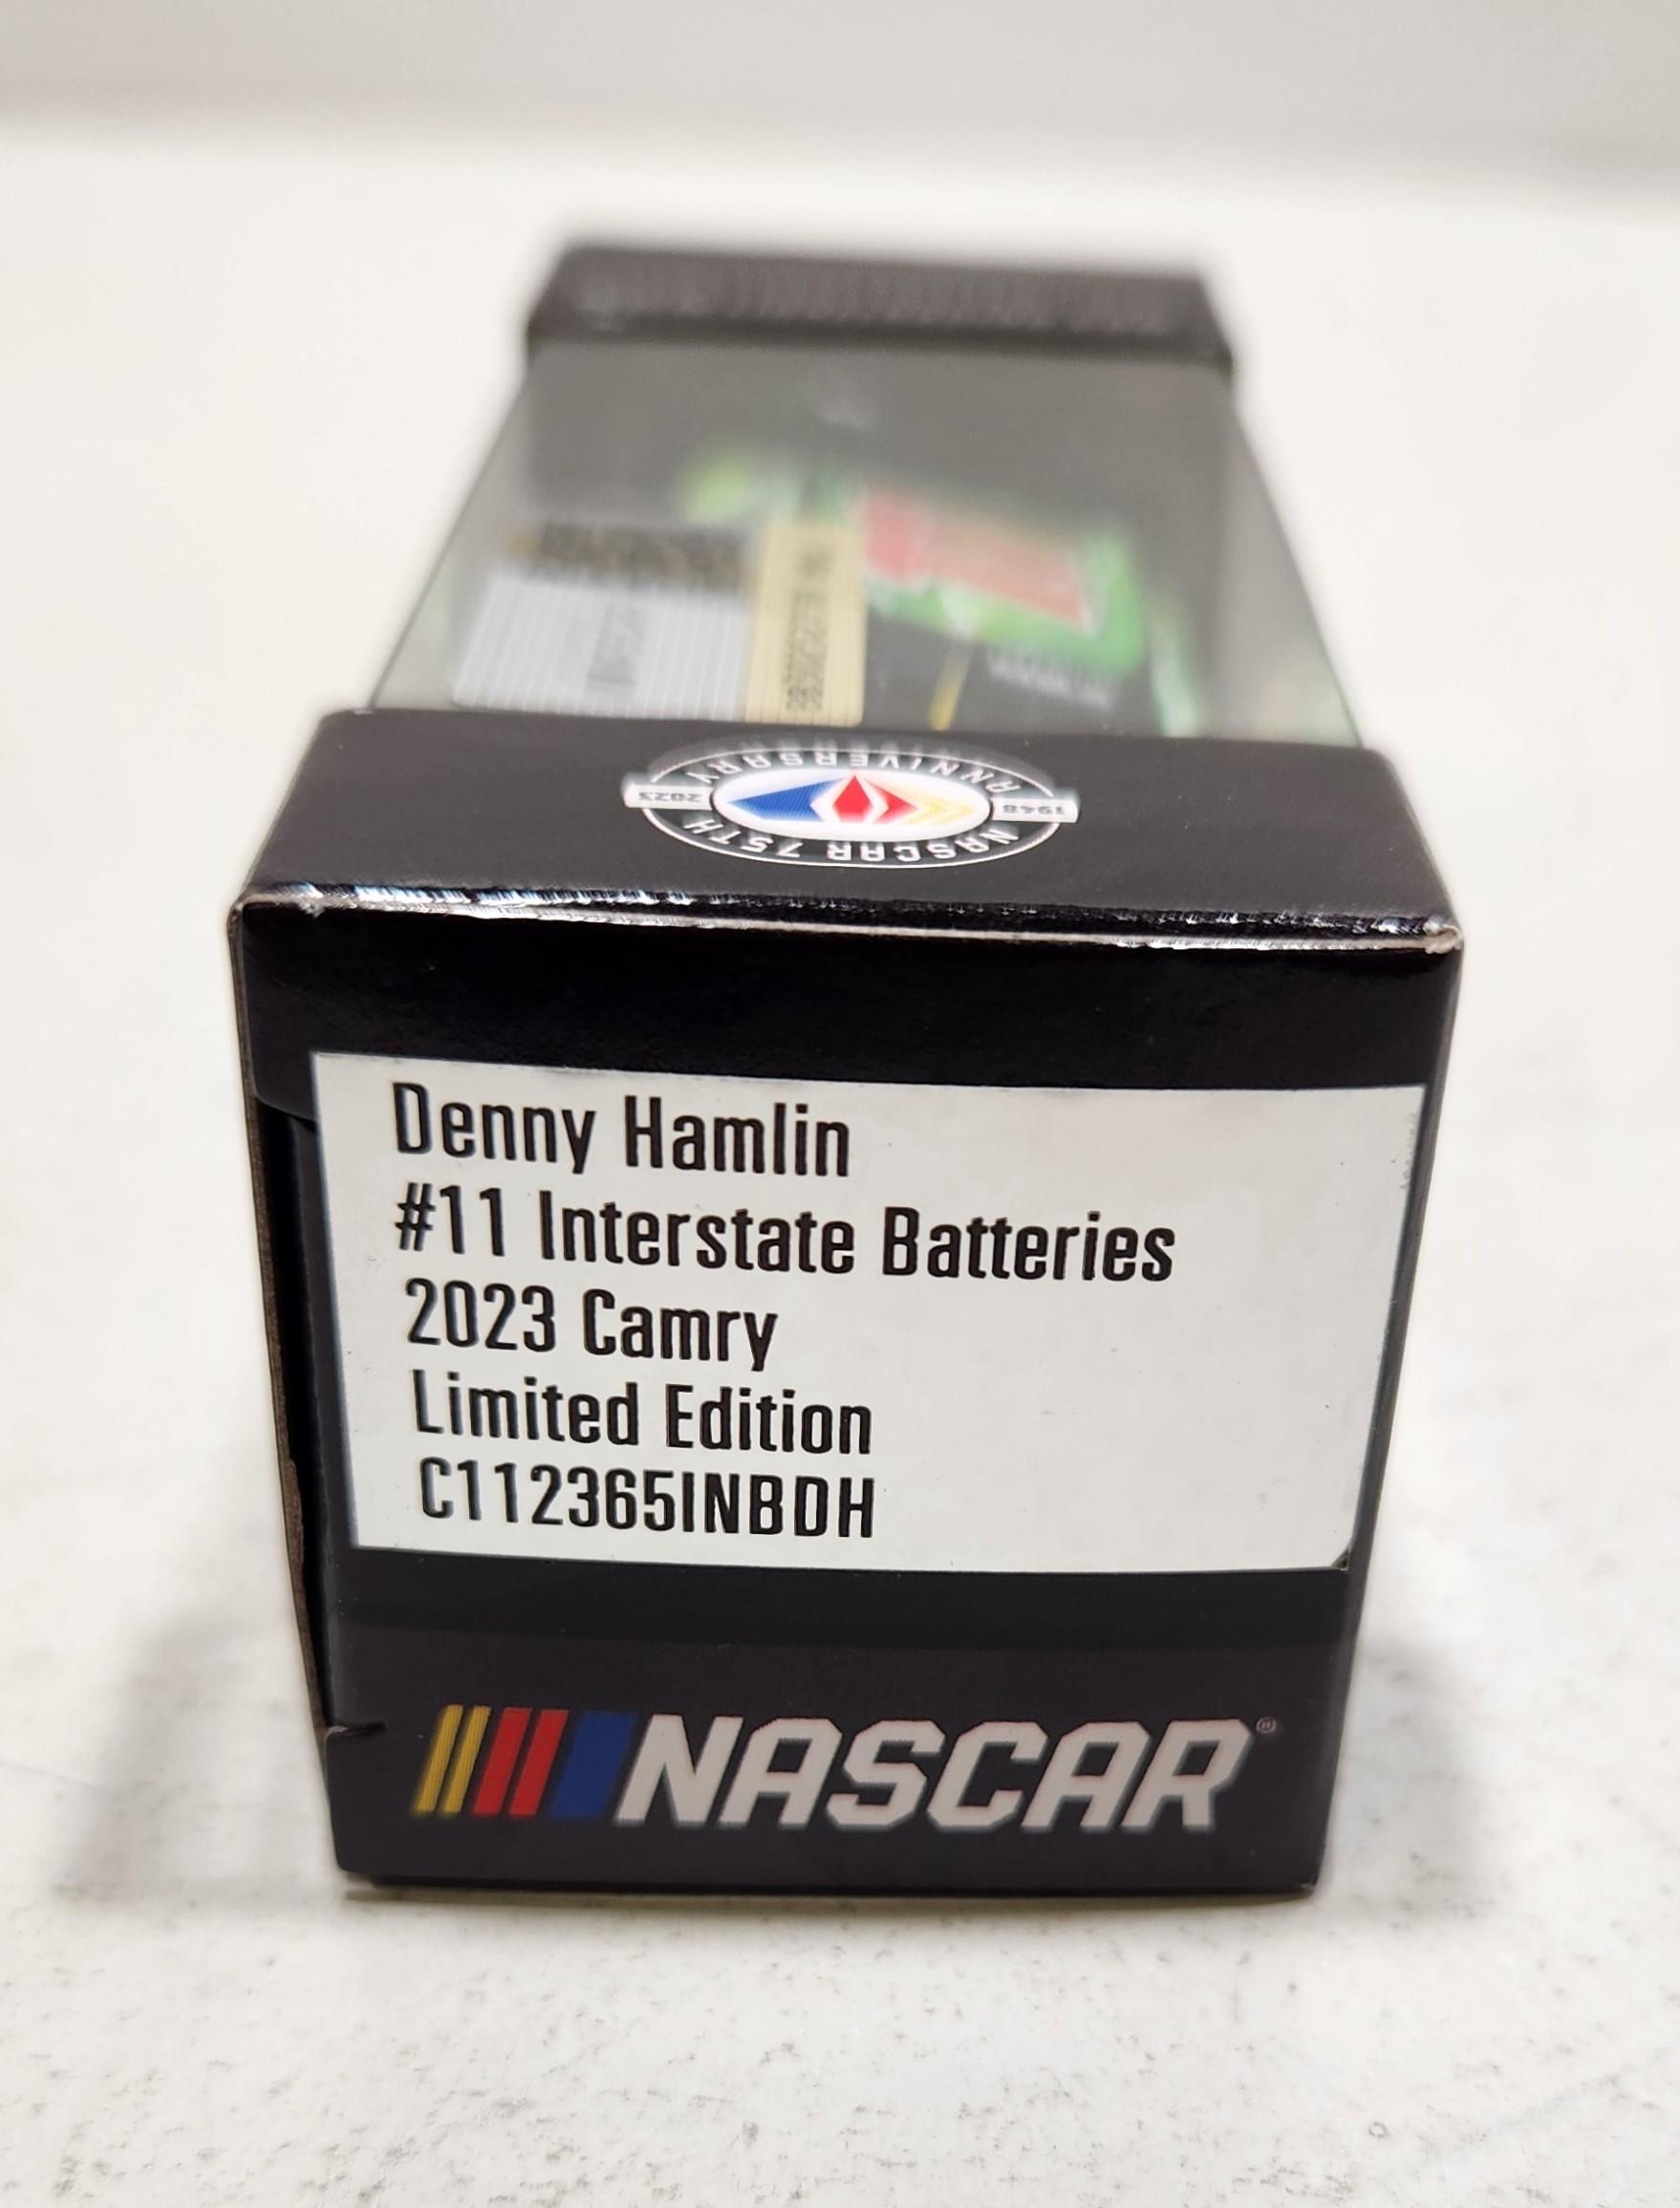 NASCAR 75TH ANNIVERSARY
1948 2023
Denny Hamlin
#11 Interstate Batteries
2023 Camry
Limited Edition
C112365INBDH
NASCAR®